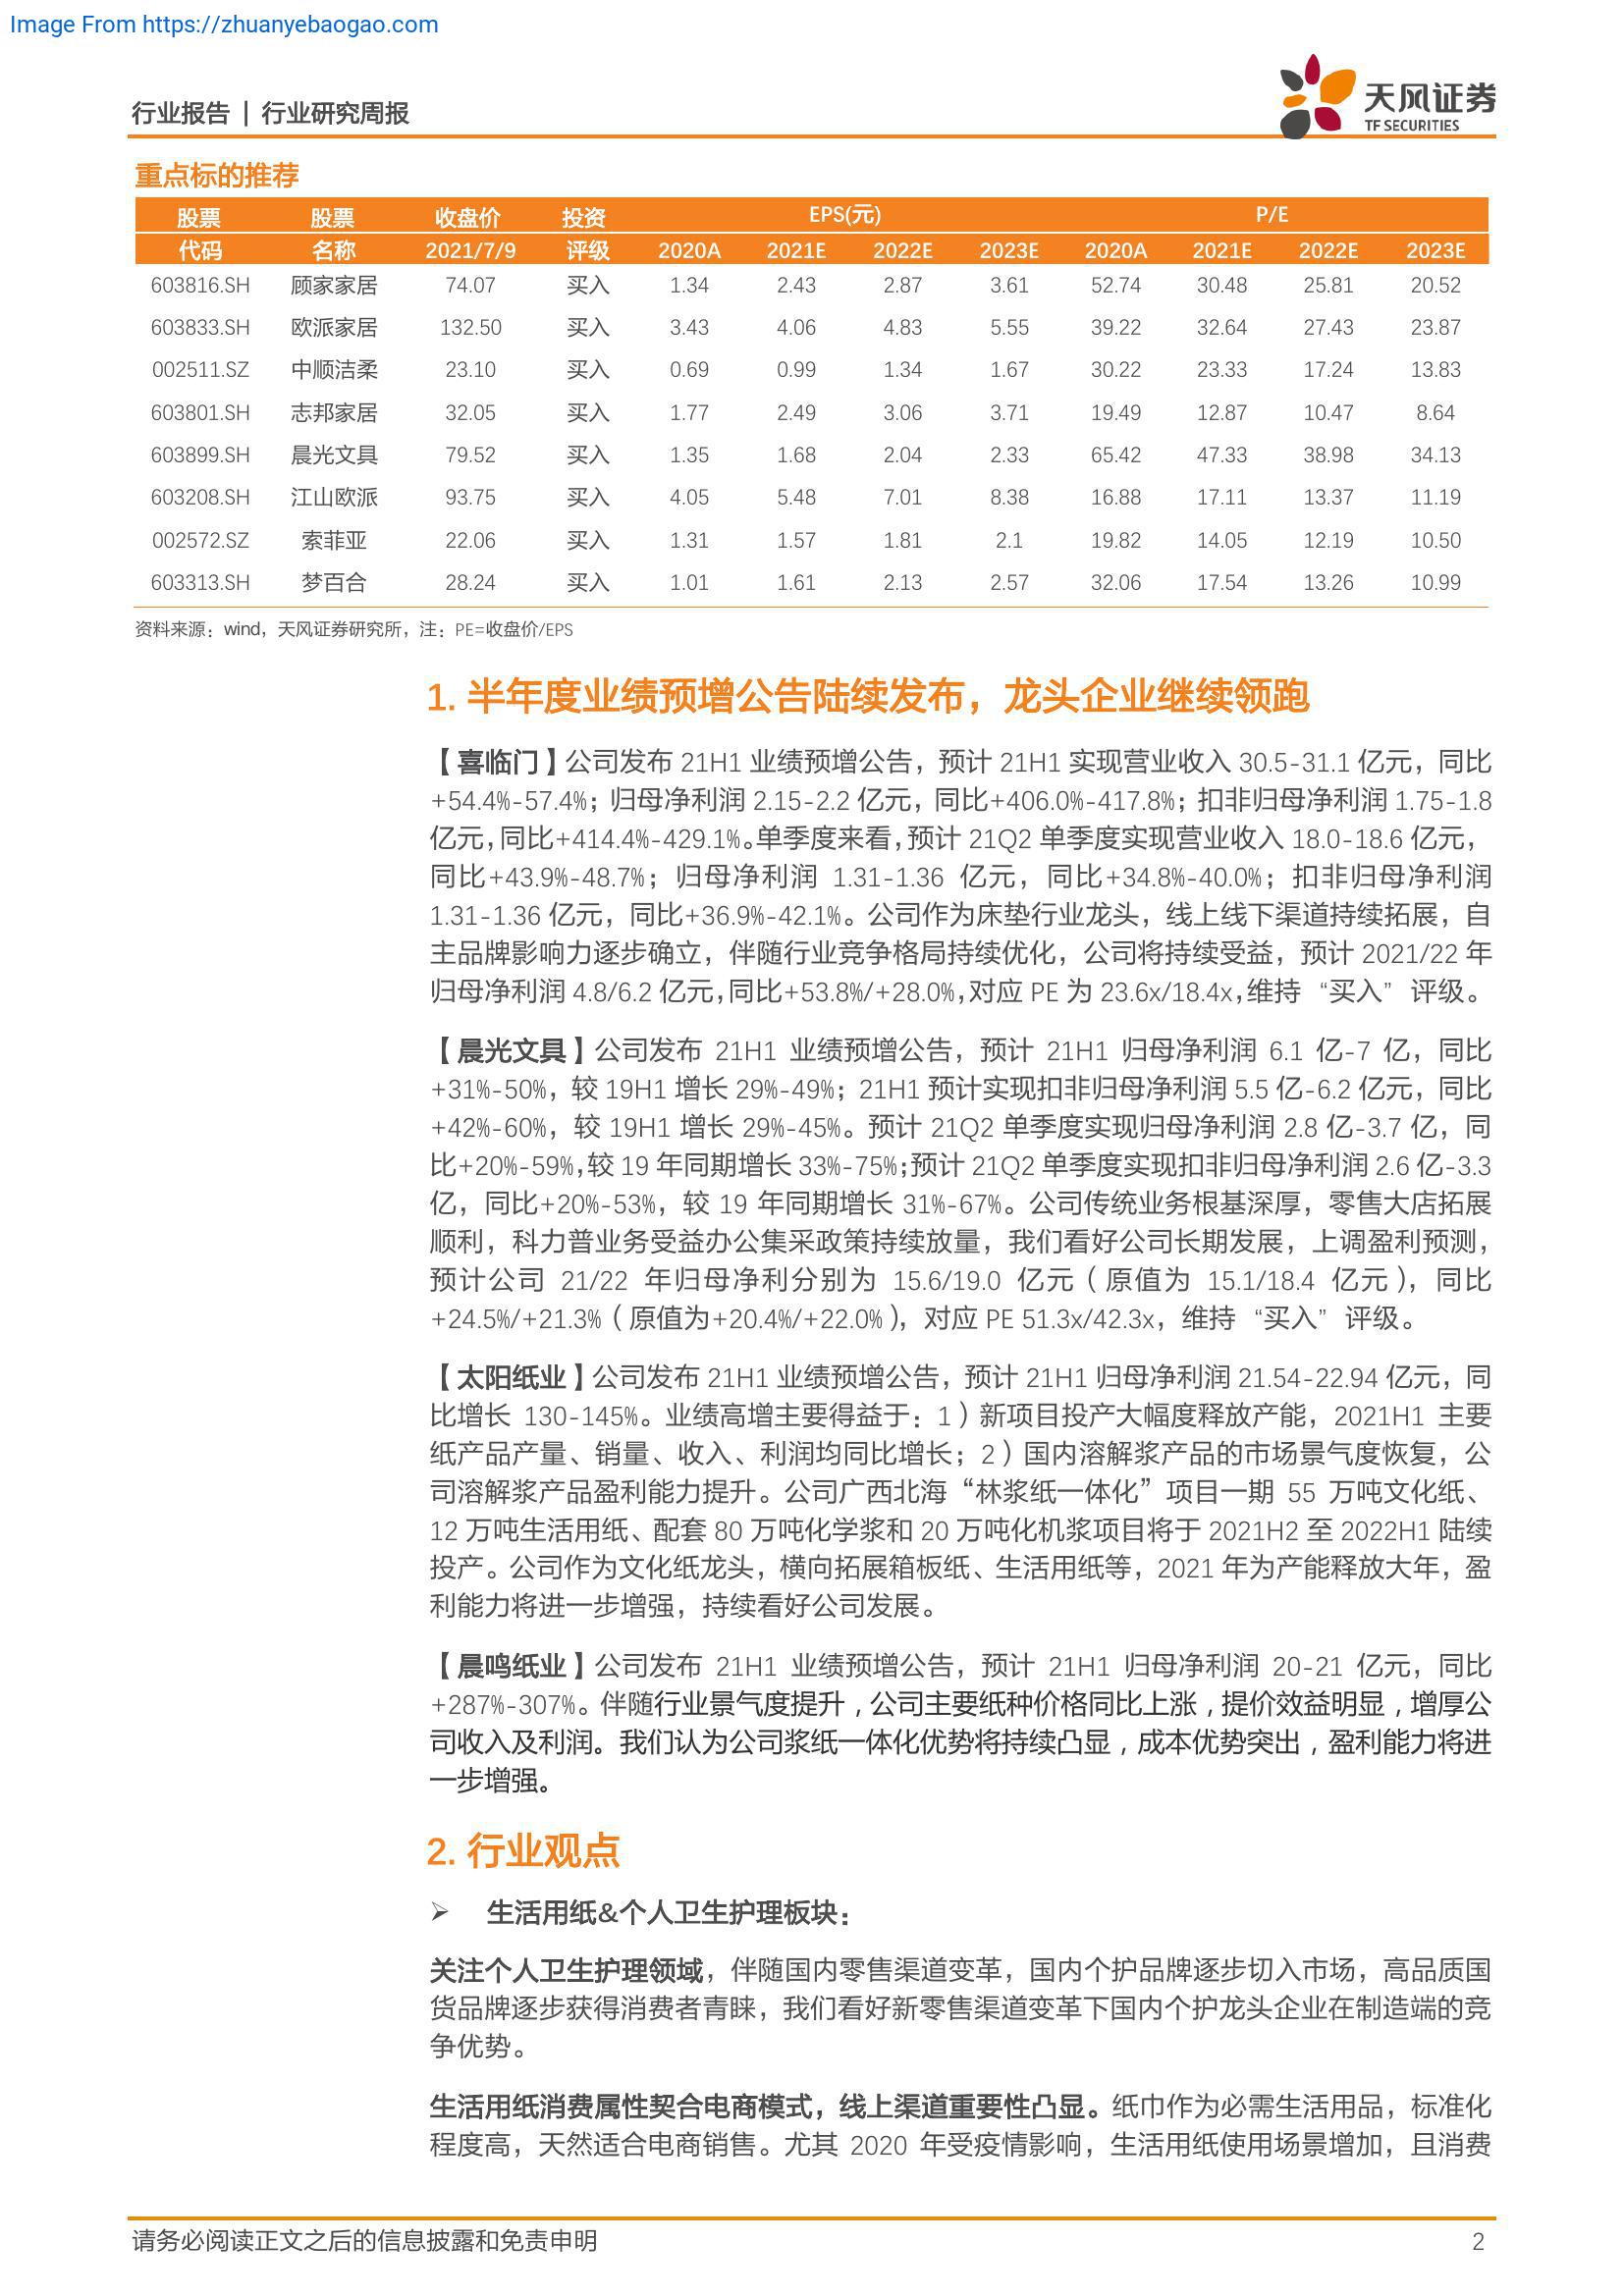 Image From https://zhuanyebaogao.com
行业报告 | 行业研究周报
天风证券
TF SECURITIES
重点标的推荐
股票 股票 收盘价 投资 EPS(元) P/E
代码 名称 2021/7/9 评级 2020A 2021E 2022E 2023E 2020A 2021E 2022E 2023E
603816.SH 顾家家居 74.07 买入 1.34 2.43 2.87 3.61 52.74 30.48 25.81 20.52
603833.SH 欧派家居 132.50 买入 3.43 4.06 4.83 5.55 39.22 32.64 27.43 23.87
002511.SZ 中顺洁柔 23.10 买入 0.69 0.99 1.34 1.67 30.22 23.33 17.24 13.83
603801.SH 志邦家居 32.05 买入 1.77 2.49 3.06 3.71 19.49 12.87 10.47 8.64
603899.SH 晨光文具 79.52 买入 1.35 1.68 2.04 2.33 65.42 47.33 38.98 34.13
603208.SH 江山欧派 93.75 买入 4.05 5.48 7.01 8.38 16.88 17.11 13.37 11.19
002572.SZ 索菲亚 22.06 买入 1.31 1.57 1.81 2.1 19.82 14.05 12.19 10.50
603313.SH 梦百合 28.24 买入 1.01 1.61 2.13 2.57 32.06 17.54 13.26 10.99
资料来源：wind，天风证券研究所，注：PE=收盘价/EPS
1. 半年度业绩预增公告陆续发布，龙头企业继续领跑
【喜临门】公司发布 21H1 业绩预增公告，预计 21H1 实现营业收入 30.5-31.1 亿元，同比
+54.4%-57.4%；归母净利润 2.15-2.2 亿元，同比+406.0%-417.8%；扣非归母净利润 1.75-1.8
亿元，同比+414.4%-429.1%。单季度来看，预计 21Q2 单季度实现营业收入 18.0-18.6 亿元，
同比+43.9%-48.7%；归母净利润 1.31-1.36 亿元，同比+34.8%-40.0%；扣非归母净利润
1.31-1.36 亿元，同比+36.9%-42.1%。公司作为床垫行业龙头，线上线下渠道持续拓展，自
主品牌影响力逐步确立，伴随行业竞争格局持续优化，公司将持续受益，预计 2021/22 年
归母净利润 4.8/6.2 亿元，同比+53.8%/+28.0%，对应 PE 为 23.6x/18.4x，维持“买入”评级。
【晨光文具】公司发布 21H1 业绩预增公告，预计 21H1 归母净利润 6.1 亿-7 亿，同比
+31%-50%，较 19H1 增长 29%-49%；21H1 预计实现扣非归母净利润 5.5 亿-6.2 亿元，同比
+42%-60%，较 19H1 增长 29%-45%。预计 21Q2 单季度实现归母净利润 2.8 亿-3.7 亿，同
比+20%-59%，较 19 年同期增长 33%-75%；预计 21Q2 单季度实现扣非归母净利润 2.6 亿-3.3
亿，同比+20%-53%，较 19 年同期增长 31%-67%。公司传统业务根基深厚，零售大店拓展
顺利，科力普业务受益办公集采政策持续放量，我们看好公司长期发展，上调盈利预测，
预计公司 21/22 年归母净利分别为 15.6/19.0 亿元（原值为 15.1/18.4 亿元），同比
+24.5%/+21.3%（原值为+20.4%/+22.0%），对应 PE 51.3x/42.3x，维持“买入”评级。
【太阳纸业】公司发布 21H1 业绩预增公告，预计 21H1 归母净利润 21.54-22.94 亿元，同
比增长 130-145%。业绩高增主要得益于：1）新项目投产大幅度释放产能，2021H1 主要
纸产品产量、销量、收入、利润均同比增长；2）国内溶解浆产品的市场景气度恢复，公
司溶解浆产品盈利能力提升。公司广西北海“林浆纸一体化”项目一期 55 万吨文化纸、
12 万吨生活用纸、配套 80 万吨化学浆和 20 万吨化机浆项目将于 2021H2 至 2022H1 陆续
投产。公司作为文化纸龙头，横向拓展箱板纸、生活用纸等，2021 年为产能释放大年，盈
利能力将进一步增强，持续看好公司发展。
【晨鸣纸业】公司发布 21H1 业绩预增公告，预计 21H1 归母净利润 20-21 亿元，同比
+287%-307%。伴随行业景气度提升，公司主要纸种价格同比上涨，提价效益明显，增厚公
司收入及利润。我们认为公司浆纸一体化优势将持续凸显，成本优势突出，盈利能力将进
一步增强。
2. 行业观点
➢ 生活用纸&个人卫生护理板块：
关注个人卫生护理领域，伴随国内零售渠道变革，国内个护品牌逐步切入市场，高品质国
货品牌逐步获得消费者青睐，我们看好新零售渠道变革下国内个护龙头企业在制造端的竞
争优势。
生活用纸消费属性契合电商模式，线上渠道重要性凸显。纸巾作为必需生活用品，标准化
程度高，天然适合电商销售。尤其 2020 年受疫情影响，生活用纸使用场景增加，且消费
请务必阅读正文之后的信息披露和免责申明 2